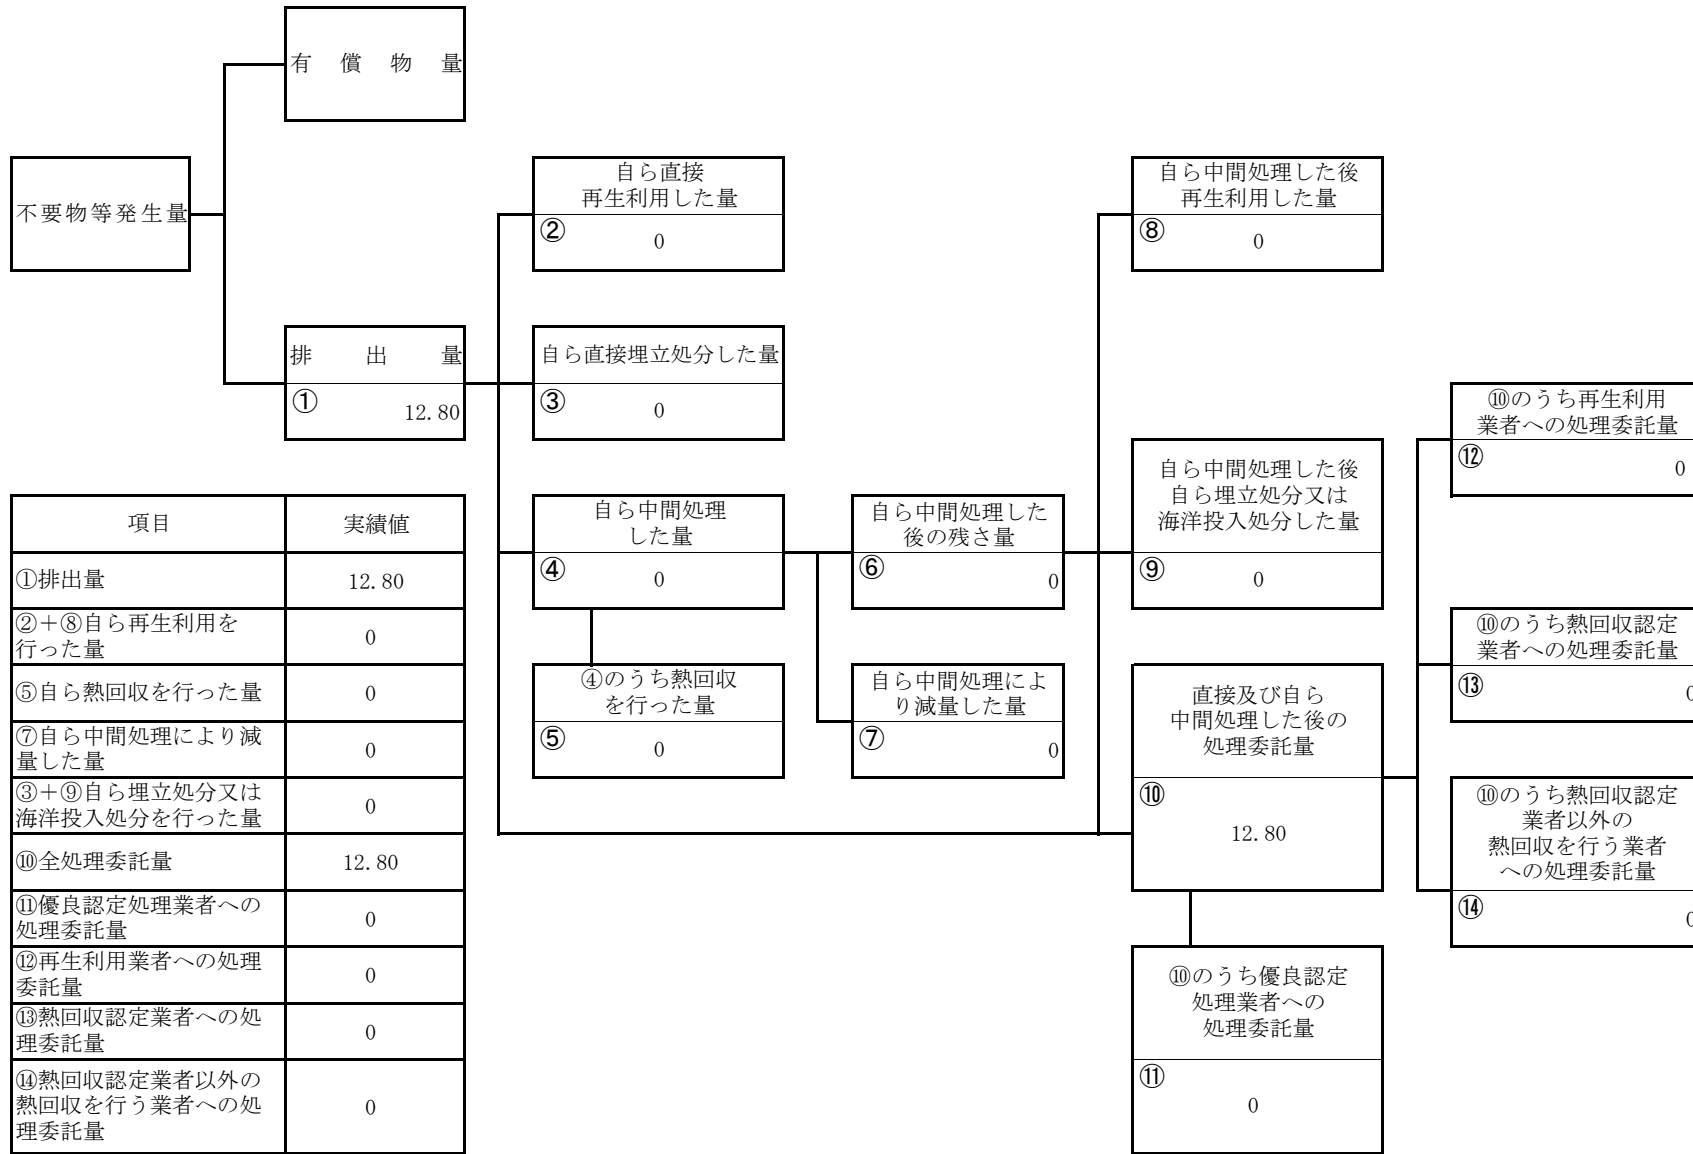 有償物量
不要物等発生量
排出量
①
12.80
自ら直接
再生利用した量
②
0
自ら直接埋立処分した量
③
0
自ら中間処理
した量
④
0
④のうち熱回収
を行った量
⑤
0
自ら中間処理した
後の残さ量
⑥
0
自ら中間処理によ
り減量した量
⑦
0
自ら中間処理した後
再生利用した量
⑧
0
自ら中間処理した後
自ら埋立処分又は
海洋投入処分した量
⑨
0
直接及び自ら
中間処理した後の
処理委託量
⑩
12.80
⑩のうち優良認定
処理業者への
処理委託量
⑪
0
⑩のうち再生利用
業者への処理委託量
⑫
0
⑩のうち熱回収認定
業者への処理委託量
⑬
0
⑩のうち熱回収認定
業者以外の
熱回収を行う業者
への処理委託量
⑭
0
項目 実績値
①排出量 12.80
②+⑧自ら再生利用を
行った量 0
⑤自ら熱回収を行った量 0
⑦自ら中間処理により減
量した量 0
③+⑨自ら埋立処分又は
海洋投入処分を行った量 0
⑩全処理委託量 12.80
⑪優良認定処理業者への
処理委託量 0
⑫再生利用業者への処理
委託量 0
⑬熱回収認定業者への処
理委託量 0
⑭熱回収認定業者以外の
熱回収を行う業者への処
理委託量 0